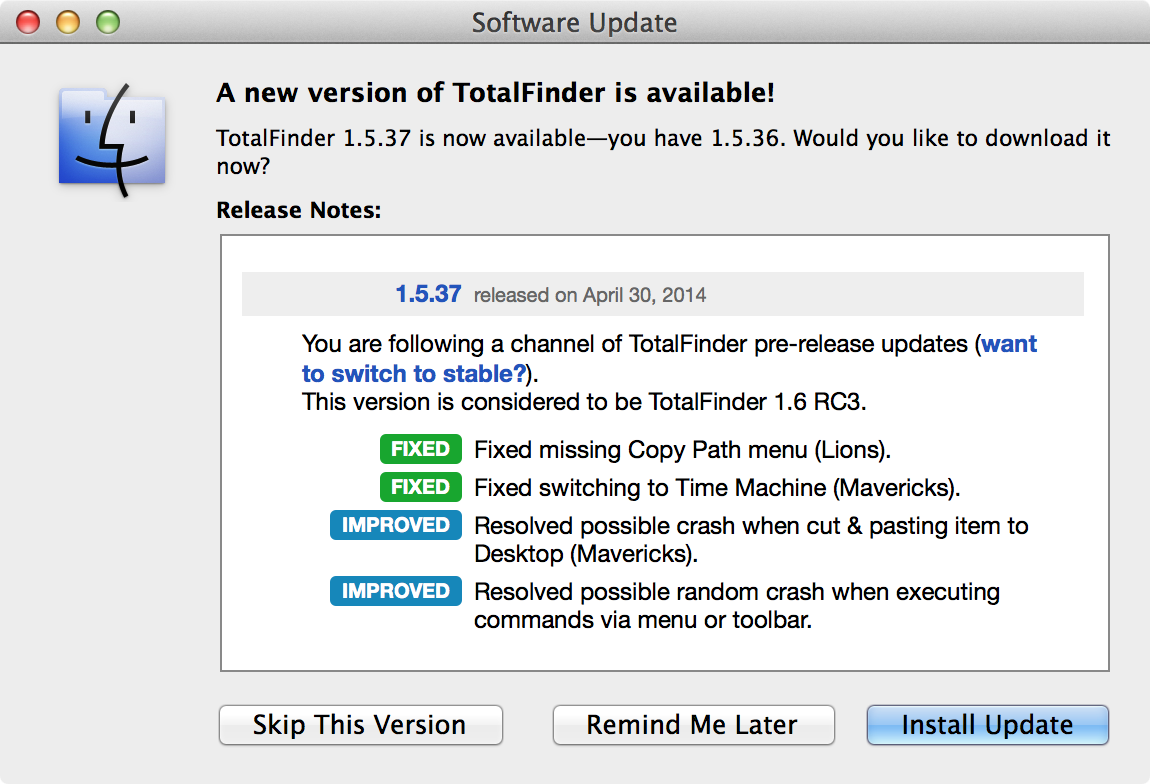 Software Update
A new version of TotalFinder is available!
TotalFinder 1.5.37 is now available—you have 1.5.36. Would you like to download it
now?
Release Notes:
1.5.37 released on April 30, 2014
You are following a channel of TotalFinder pre-release updates (want
to switch to stable?).
This version is considered to be TotalFinder 1.6 RC3.
FIXED Fixed missing Copy Path menu (Lions).
FIXED Fixed switching to Time Machine (Mavericks).
IMPROVED Resolved possible crash when cut & pasting item to
Desktop (Mavericks).
IMPROVED Resolved possible random crash when executing
commands via menu or toolbar.
Skip This Version Remind Me Later Install Update